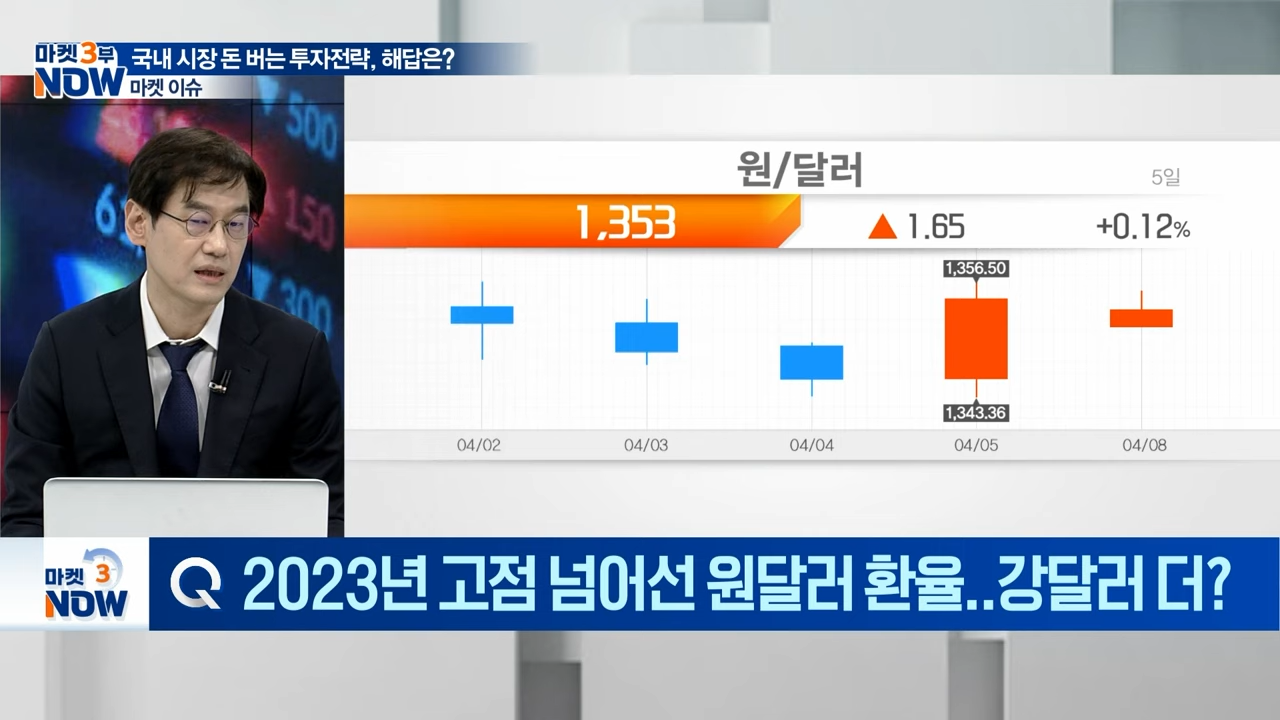 마켓 3부
NOW
국내 시장 돈 버는 투자전략, 해답은?
마켓 이슈
500
150
300
원/달러
5일
1,353
▲ 1.65
+0.12%
1,356.50
1,343.36
04/02
04/03
04/04
04/05
04/08
마켓 3
NOW
Q 2023년 고점 넘어선 원달러 환율..강달러 더?